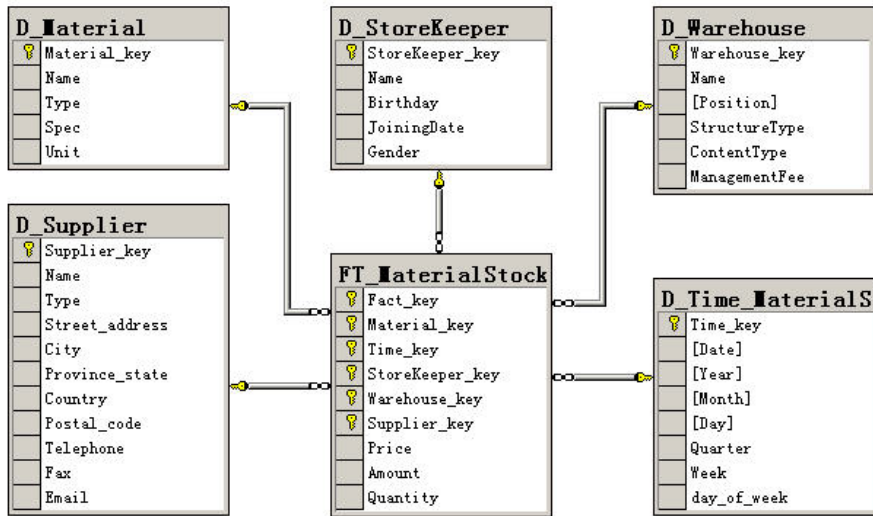 D_Material
Material_key
Name
Type
Spec
Unit
D_StoreKeeper
StoreKeeper_key
Name
Birthday
JoiningDate
Gender
D_Warehouse
Warehouse_key
Name
[Position]
StructureType
ContentType
ManagementFee
D_Supplier
Supplier_key
Name
Type
Street_address
City
Province_state
Country
Postal_code
Telephone
Fax
Email
FT_MaterialStock
Fact_key
Material_key
Time_key
StoreKeeper_key
Warehouse_key
Supplier_key
Price
Amount
Quantity
D_Time_MaterialS
Time_key
[Date]
[Year]
[Month]
[Day]
Quarter
Week
day_of_week